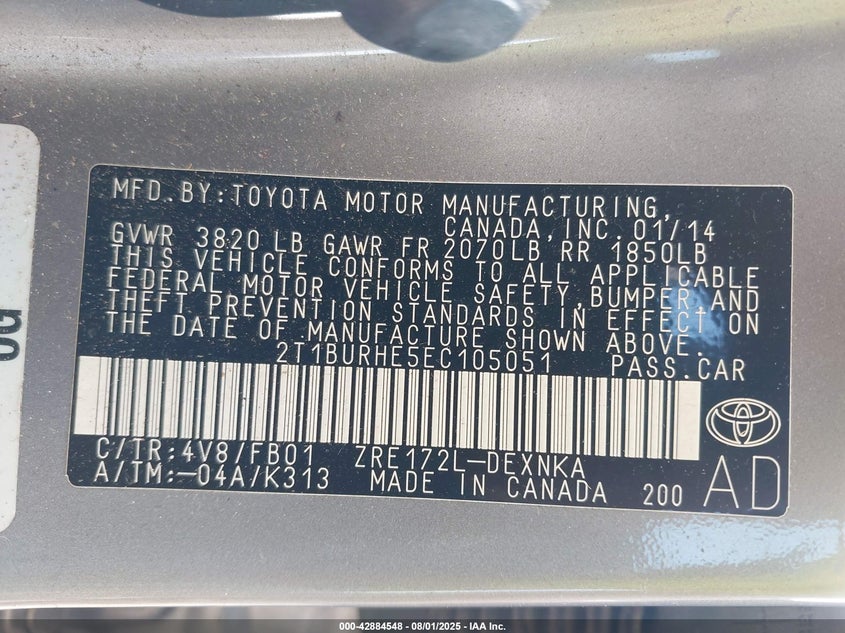 MFD.BY:TOYOTA MOTOR MANUFACTURING,
CANADA,INC.01/14
GVWR 3820LB GAWR FR 2070LB RR 1850LB
THIS VEHICLE CONFORMS TO ALL APPLICABLE
FEDERAL MOTOR VEHICLE SAFETY,BUMPER,AND
THEFT PREVENTION STANDARDS IN EFFECT ON
THE DATE OF MANUFACTURE SHOWN ABOVE.
2T1BURHE5EC105051 PASS.CAR
C/TR:4V8/FB01 ZRE172L-DEXNKA
A/TM:-04A/K313 MADE IN CANADA 200 AD
000-42884548 - 08/01/2025 - IAA Inc.